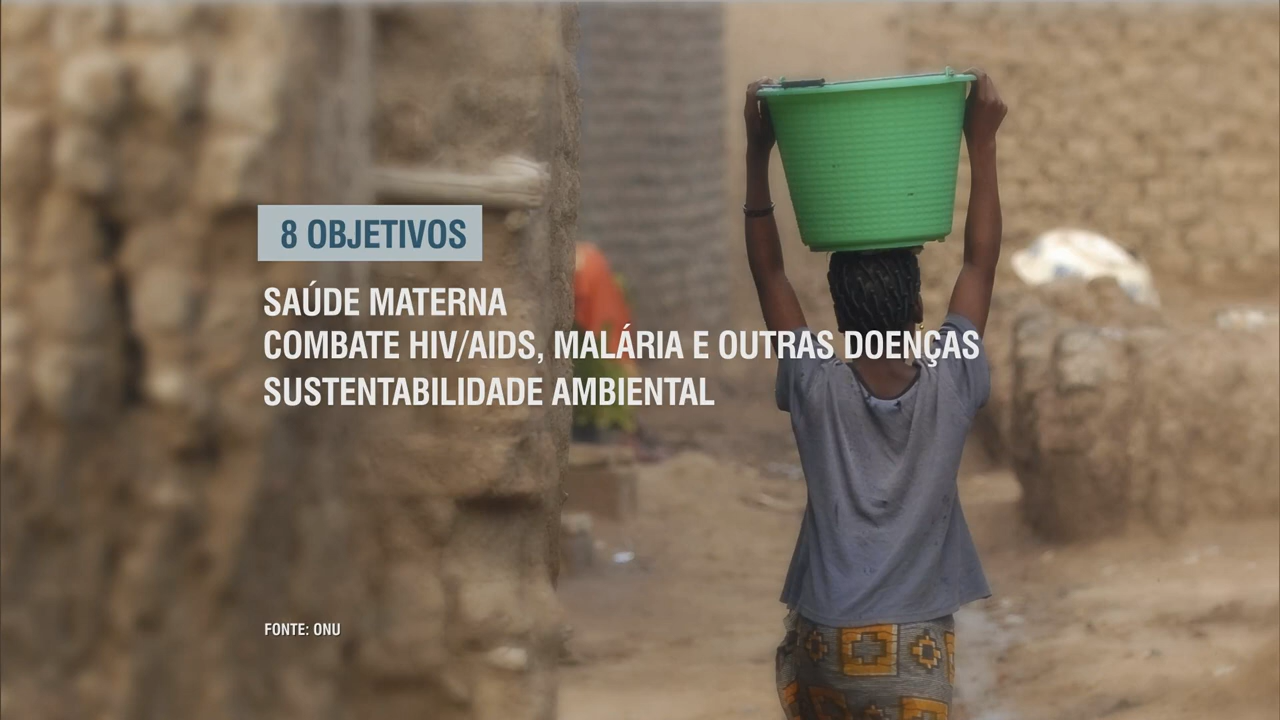 8 OBJETIVOS
SAÚDE MATERNA
COMBATE HIV/AIDS, MALÁRIA E OUTRAS DOENÇAS
SUSTENTABILIDADE AMBIENTAL
FONTE: ONU